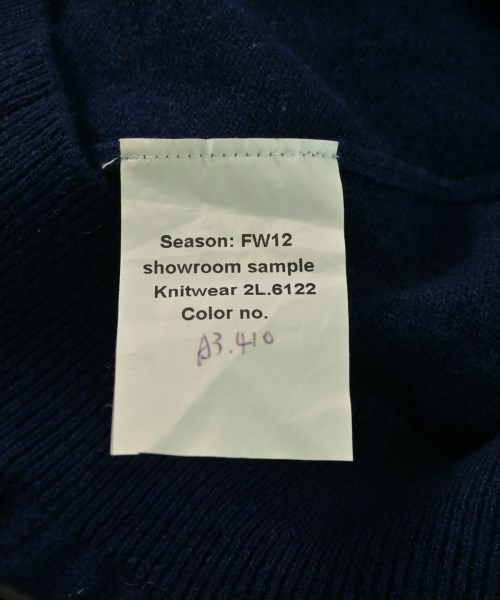 Season: FW12
showroom sample
Knitwear 2L.6122
Color no.
A3.410